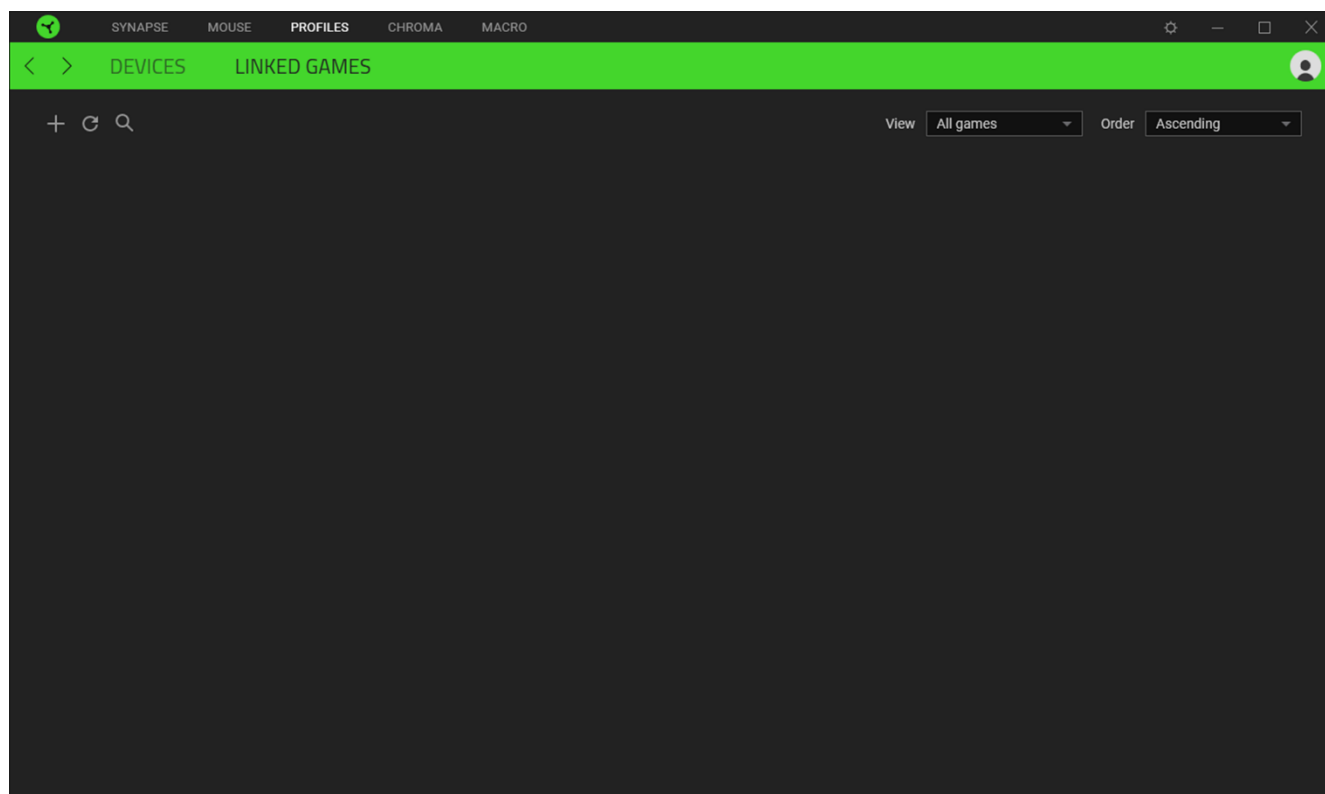 SYNAPSE MOUSE PROFILES CHROMA MACRO
DEVICES LINKED GAMES
View All games Order Ascending